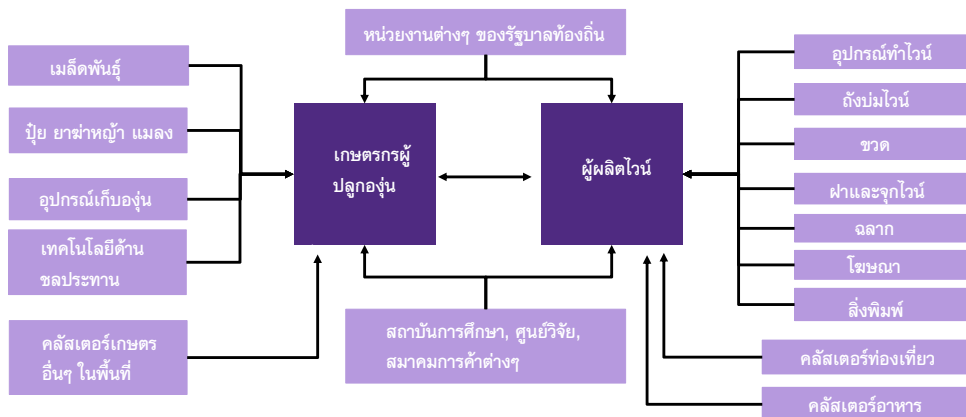 หน่วยงานต่างๆ ของรัฐบาลท้องถิ่น
เมล็ดพันธุ์
ปุ๋ย ยาฆ่าหญ้า แมลง
อุปกรณ์เก็บองุ่น
เทคโนโลยีด้าน
ชลประทาน
คลัสเตอร์เกษตร
อื่นๆ ในพื้นที่
เกษตรกรผู้
ปลูกองุ่น
ผู้ผลิตไวน์
สถาบันการศึกษา, ศูนย์วิจัย,
สมาคมการค้าต่างๆ
อุปกรณ์ทำไวน์
ถังบ่มไวน์
ขวด
ฝาและจุกไวน์
ฉลาก
โฆษณา
สิ่งพิมพ์
คลัสเตอร์ท่องเที่ยว
คลัสเตอร์อาหาร